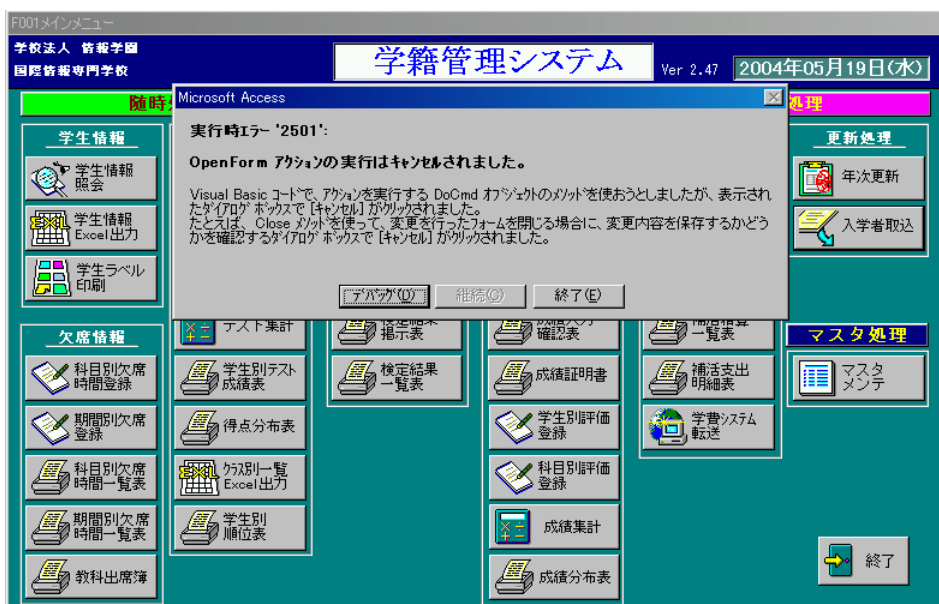 F001メインメニュー
学校法人 情報学園
国際情報専門学校
学籍管理システム
Ver 2.47
2004年05月19日(水)
随時
処理
Microsoft Access
実行時エラー '2501':
OpenForm アクションの実行はキャンセルされました。
Visual Basic コードで、アクションを実行する DoCmd オブジェクトのメソッドを使おうとしましたが、表示され
たダイアログ ボックスで [キャンセル] がクリックされました。
たとえば、Close メソッドを使って、変更を行ったフォームを閉じる場合に、変更内容を保存するかどう
かを確認するダイアログ ボックスで [キャンセル] がクリックされました。
デバッグ(D)
継続(C)
終了(E)
学生情報
学生情報
照会
学生情報
Excel出力
学生ラベル
印刷
欠席情報
科目別欠席
時間登録
期間別欠席
登録
科目別欠席
時間一覧表
期間別欠席
時間一覧表
教科出席簿
テスト集計
学生別テスト
成績表
得点分布表
クラス別一覧
Excel出力
学生別
順位表
掲示表
検定結果
一覧表
確認表
成績証明書
学生別評価
登録
科目別評価
登録
成績集計
成績分布表
一覧表
補活支出
明細表
学費システム
転送
更新処理
年次更新
入学者取込
マスタ処理
マスタ
メンテ
終了